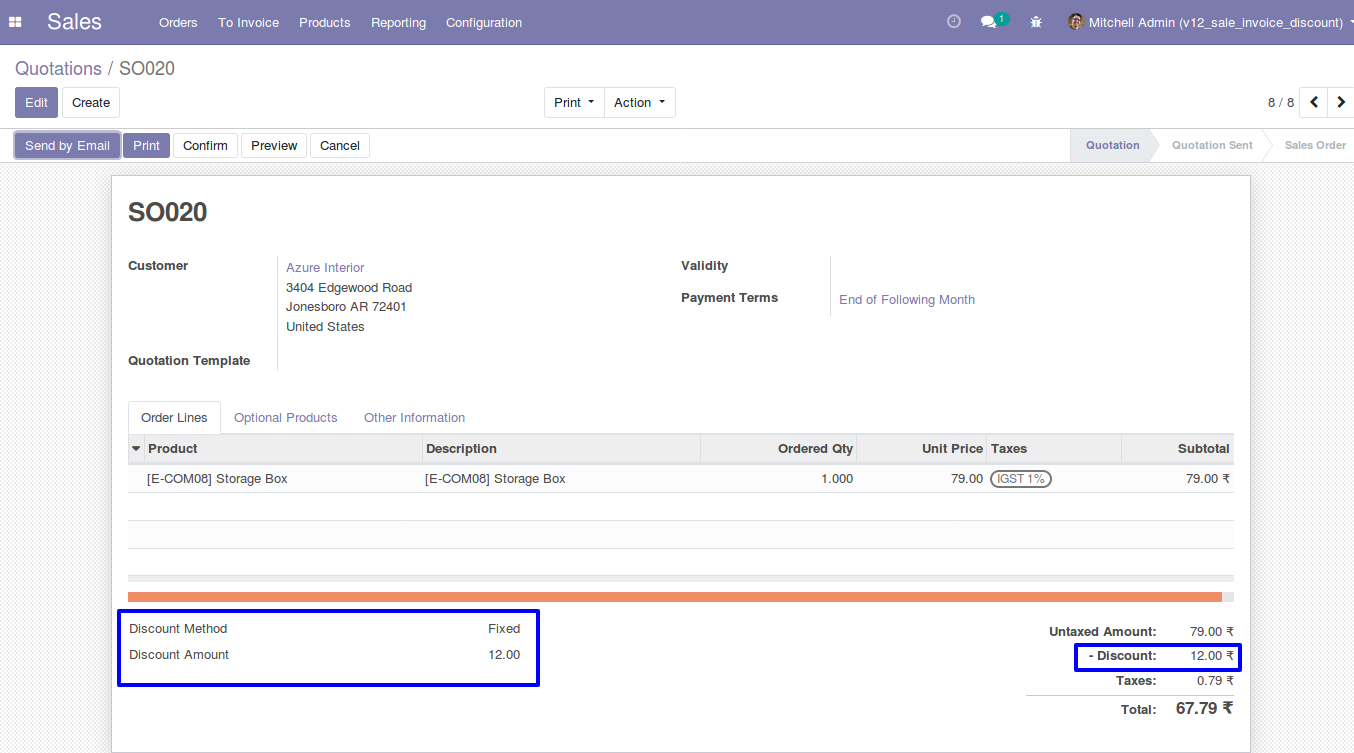 Sales Orders To Invoice Products Reporting Configuration 1 Mitchell Admin (v12_sale_invoice_discount)
Quotations / SO020
Edit Create Print Action 8 / 8
Send by Email Print Confirm Preview Cancel Quotation Quotation Sent Sales Order
SO020
Customer Azure Interior Validity
3404 Edgewood Road
Jonesboro AR 72401 Payment Terms End of Following Month
United States
Quotation Template
Order Lines Optional Products Other Information
Product Description Ordered Qty Unit Price Taxes Subtotal
[E-COM08] Storage Box [E-COM08] Storage Box 1.000 79.00 IGST 1% 79.00 ₹
Discount Method Fixed Untaxed Amount: 79.00 ₹
Discount Amount 12.00 - Discount: 12.00 ₹
Taxes: 0.79 ₹
Total: 67.79 ₹